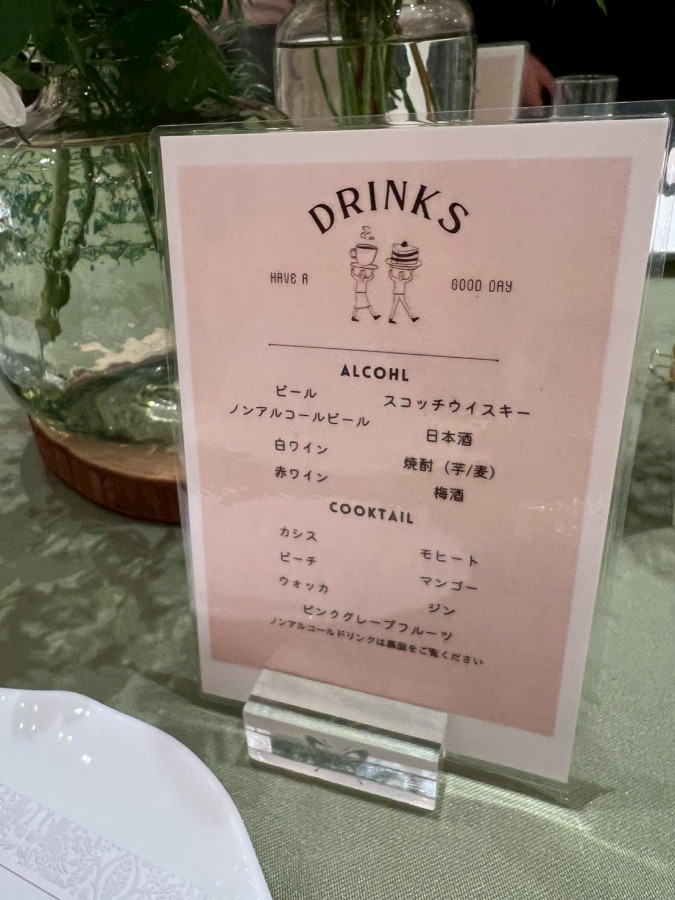 DRINKS
HAVE A GOOD DAY
ALCOHL
ビール
ノンアルコールビール
白ワイン
赤ワイン
スコッチウイスキー
日本酒
焼酎（芋/麦）
梅酒
COOKTAIL
カシス
ピーチ
ウォッカ
モヒート
マンゴー
ジン
ピンクグレープフルーツ
ノンアルコールドリンクは裏面をご覧ください